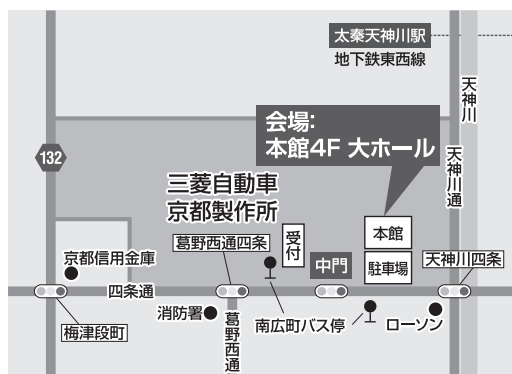 太秦天神川駅
地下鉄東西線
天神川
会場:
本館4F 大ホール
132
天神川通
三菱自動車
京都製作所
受付
本館
京都信用金庫
葛野西通四条
中門
駐車場
天神川四条
四条通
梅津段町
消防署
葛野西通
南広町バス停
ローソン